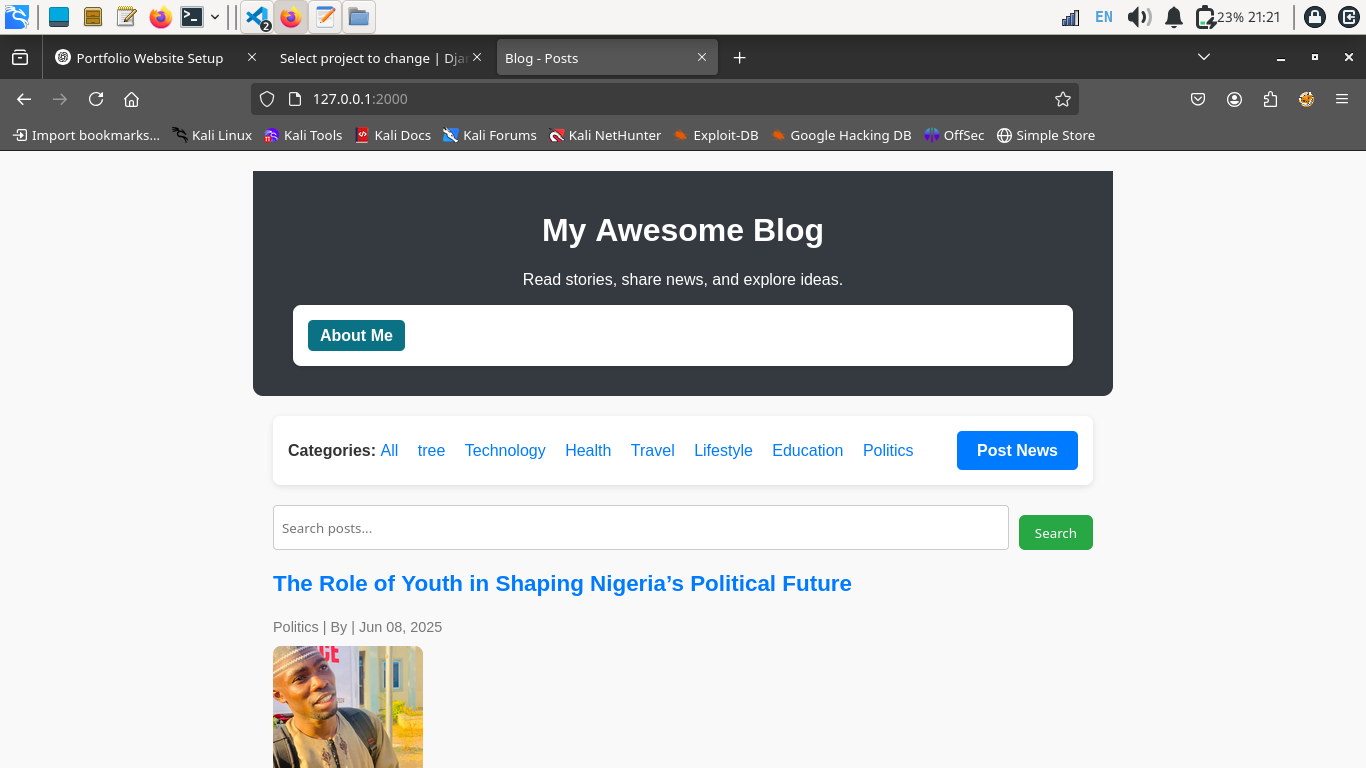 2
EN
23% 21:21
Portfolio Website Setup
Select project to change | Dja
Blog - Posts
127.0.0.1:2000
Import bookmarks...
Kali Linux
Kali Tools
Kali Docs
Kali Forums
Kali NetHunter
Exploit-DB
Google Hacking DB
OffSec
Simple Store
My Awesome Blog
Read stories, share news, and explore ideas.
About Me
Categories: All tree Technology Health Travel Lifestyle Education Politics
Post News
Search posts...
Search
The Role of Youth in Shaping Nigeria’s Political Future
Politics | By | Jun 08, 2025